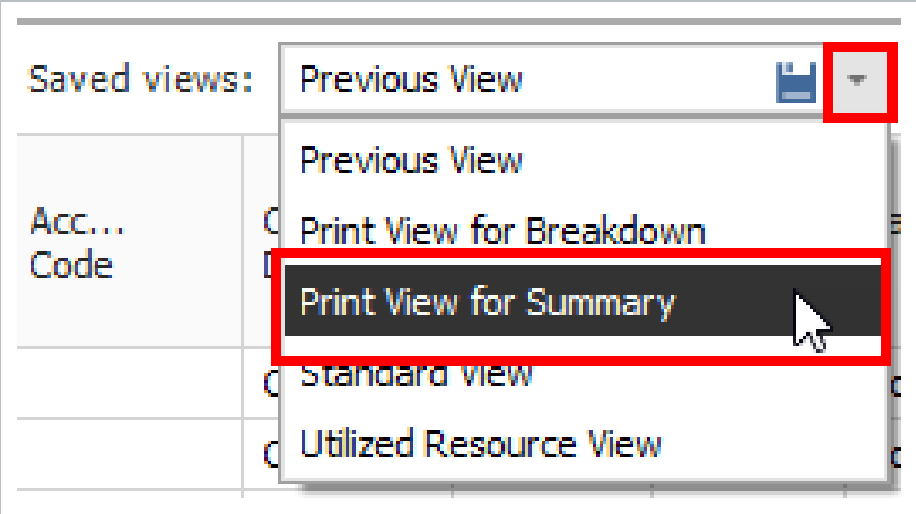 Saved views:
Previous View
Previous View
Print View for Breakdown
Print View for Summary
Standard View
Utilized Resource View
Acc...
Code